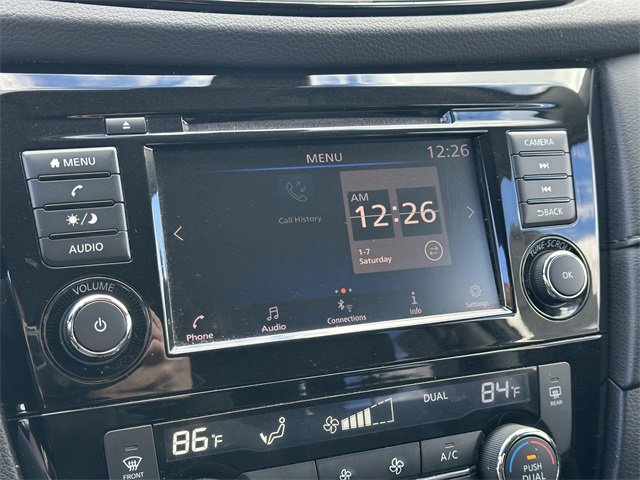 MENU
AUDIO
VOLUME
MENU 12:26
Call History
AM
12:26
1-7
Saturday
Phone
Audio
Connections
i
Info
Settings
CAMERA
BACK
TUNE•SCROLL
OK
86°F
DUAL
84°F
REAR
FRONT
A/C
PUSH
DUAL